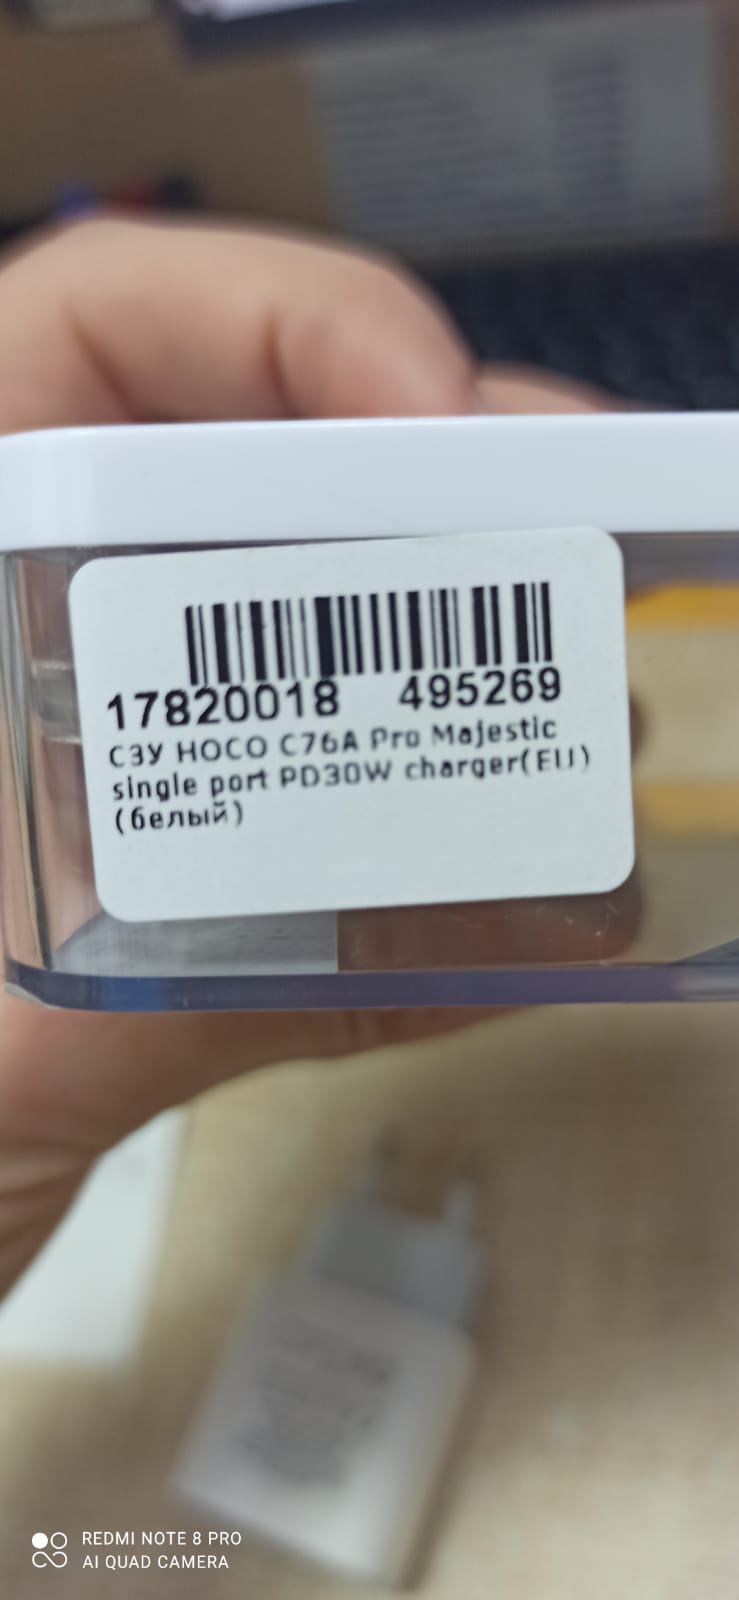 17820018 495269
СЗУ HOCO C76A Pro Majestic
single port PD30W charger(EU)
(белый)
REDMI NOTE 8 PRO
AI QUAD CAMERA